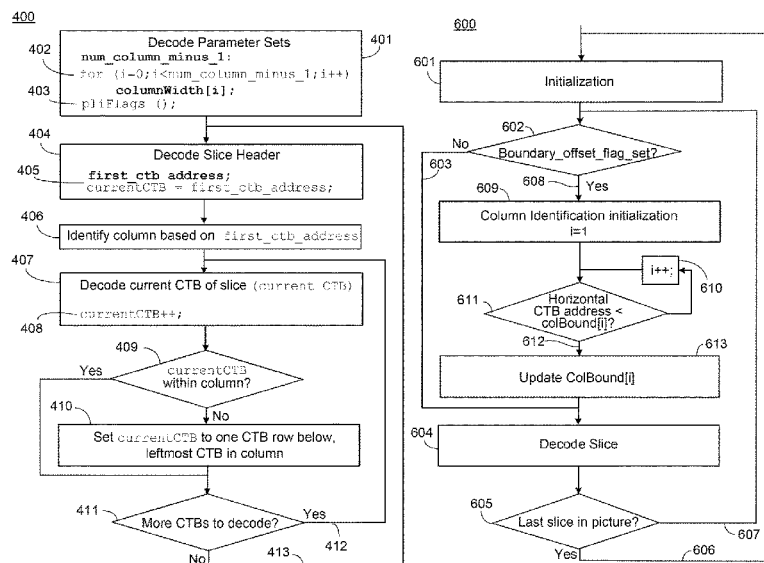 400
401
Decode Parameter Sets
402
num_column_minus_1;
for (i=0;i<num_column_minus_1;i++)
columnWidth[i];
403
pliFlags ();
404
Decode Slice Header
405
first_ctb_address;
currentCTB = first_ctb_address;
406
Identify column based on first_ctb_address
407
Decode current CTB of slice (current CTB)
408
currentCTB++;
409
currentCTB
within column?
Yes
No
410
Set currentCTB to one CTB row below,
leftmost CTB in column
411
More CTBs to decode?
Yes
412
No
413
600
601
Initialization
602
No
Boundary_offset_flag_set?
603
608
Yes
609
Column Identification initialization
i=1
i++;
610
611
Horizontal
CTB address <
colBound[i]?
612
613
Update ColBound[i]
604
Decode Slice
605
Last slice in picture?
607
Yes
606